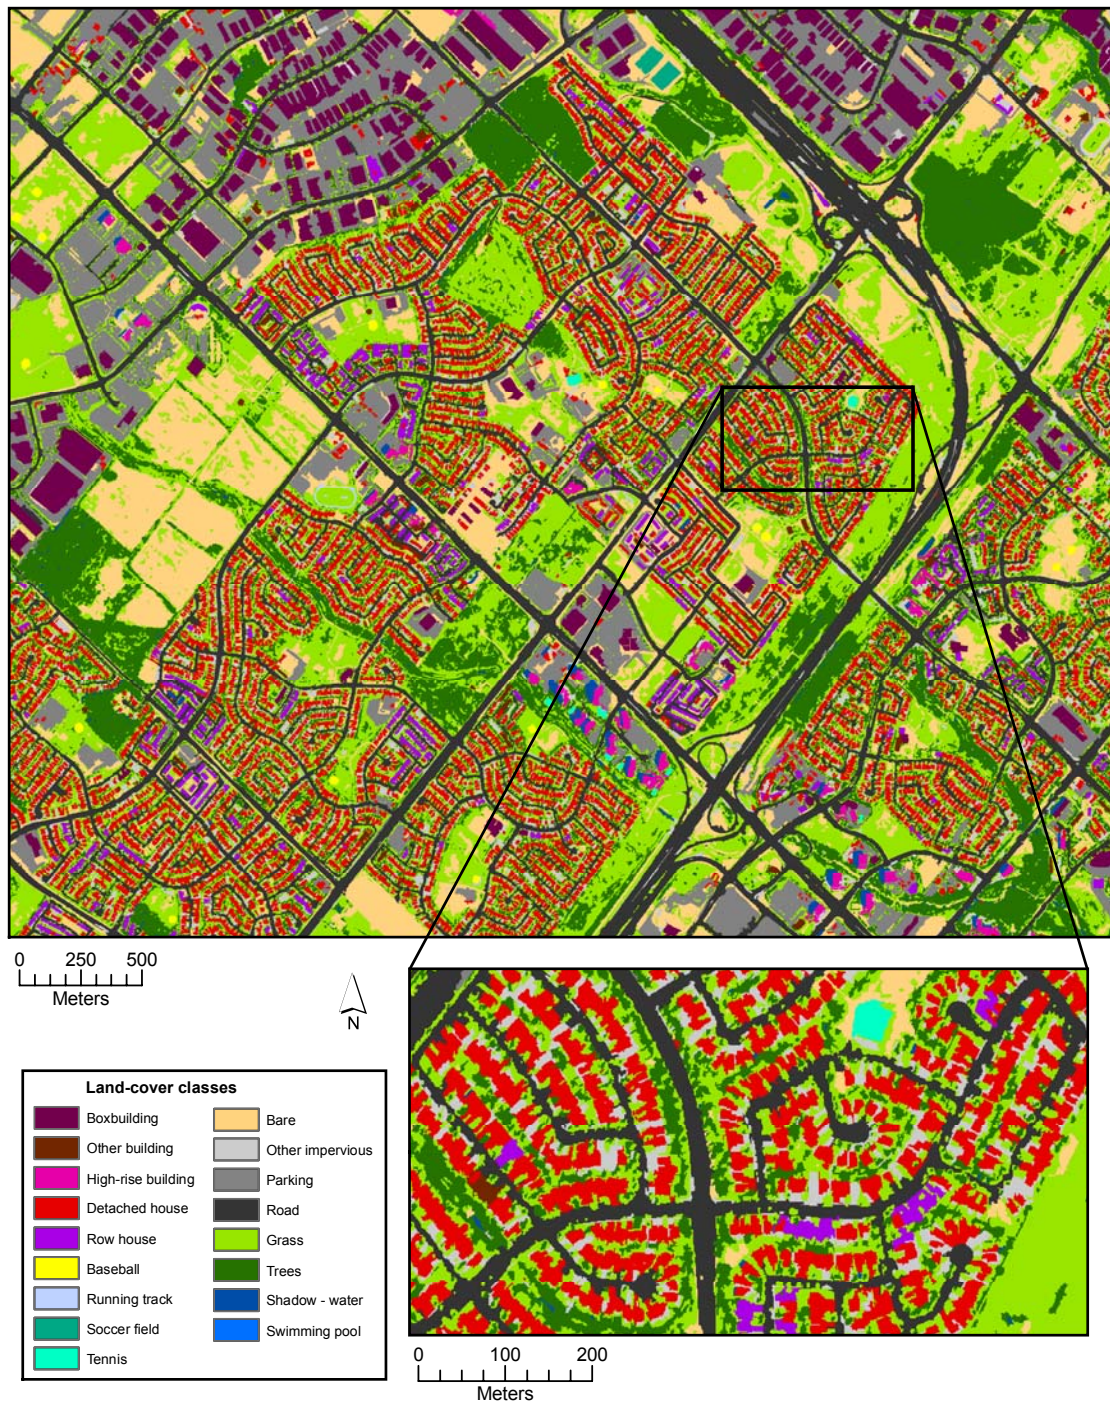 0 250 500
Meters
N
Land-cover classes
Boxbuilding
Other building
High-rise building
Detached house
Row house
Baseball
Running track
Soccer field
Tennis
Bare
Other impervious
Parking
Road
Grass
Trees
Shadow - water
Swimming pool
0 100 200
Meters